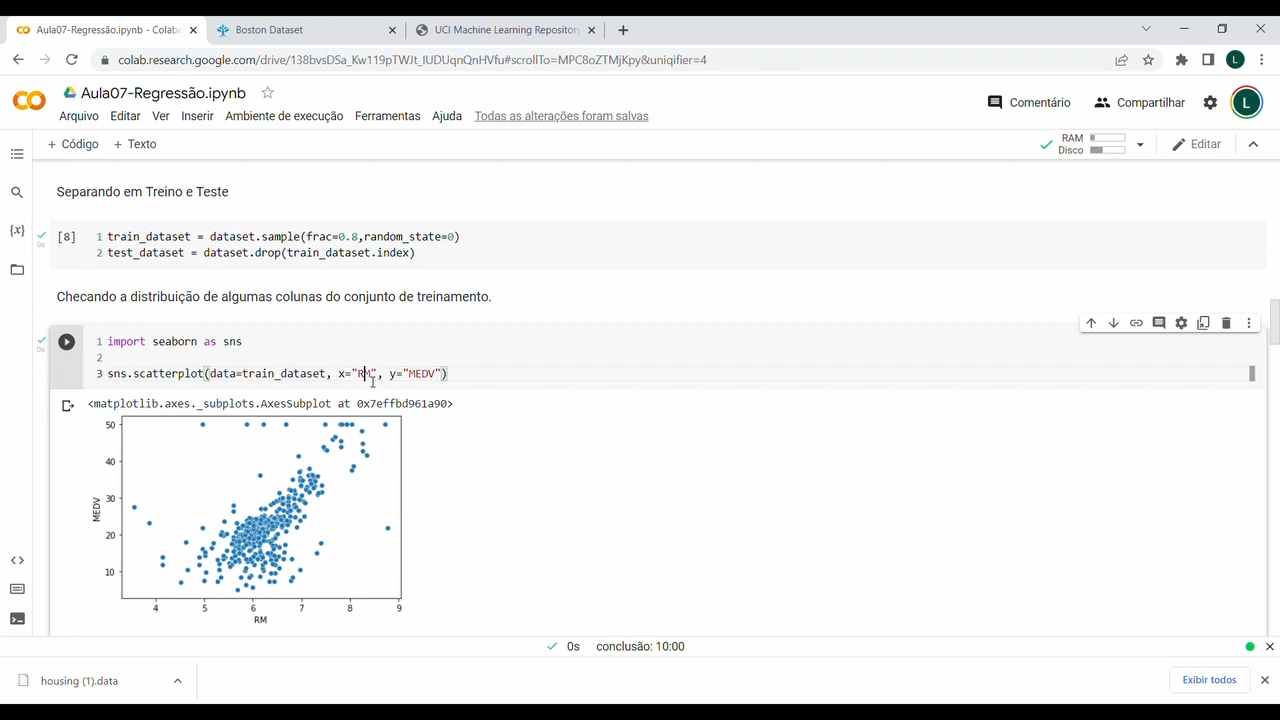 Aula07-Regressão.ipynb - Colab
Boston Dataset
UCI Machine Learning Repository
colab.research.google.com/drive/138bvsDSa_Kw119pTWJt_IUDUqnQnHVfu#scrollTo=MPC8oZTMjKpy&uniqifier=4
L
Aula07-Regressão.ipynb
Comentário
Compartilhar
L
Arquivo Editar Ver Inserir Ambiente de execução Ferramentas Ajuda Todas as alterações foram salvas
+ Código + Texto
RAM
Disco
Editar
Separando em Treino e Teste
[8]
0s
1 train_dataset = dataset.sample(frac=0.8,random_state=0)
2 test_dataset = dataset.drop(train_dataset.index)
Checando a distribuição de algumas colunas do conjunto de treinamento.
0s
1 import seaborn as sns
2
3 sns.scatterplot(data=train_dataset, x="RM", y="MEDV")
<matplotlib.axes._subplots.AxesSubplot at 0x7effbd961a90>
50
40
30
20
10
MEDV
4 5 6 7 8 9
RM
0s conclusão: 10:00
housing (1).data
Exibir todos